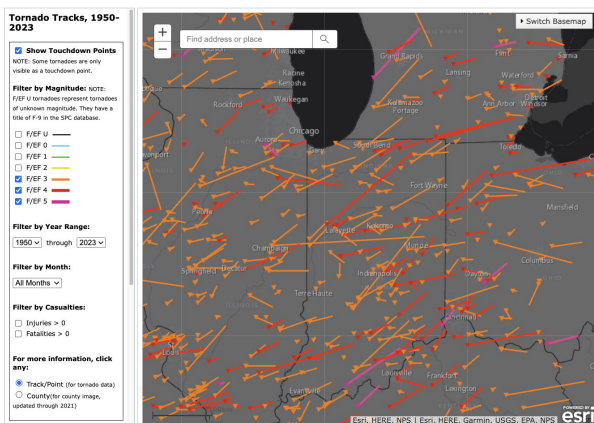 Tornado Tracks, 1950-
2023
Show Touchdown Points
NOTE: Some tornadoes are only
visible as a touchdown point.
Filter by Magnitude: NOTE:
F/EF U tornadoes represent tornadoes
of unknown magnitude. They have a
title of F-9 in the SPC database.
F/EF U
F/EF 0
F/EF 1
F/EF 2
F/EF 3
F/EF 4
F/EF 5
Filter by Year Range:
1950 through 2023
Filter by Month:
All Months
Filter by Casualties:
Injuries > 0
Fatalities > 0
For more information, click
any:
Track/Point (for tornado data)
County(for county image,
updated through 2021)
+
−
Find address or place
Switch Basemap
Milwaukee
Racine
Kenosha
Waukegan
Rockford
Chicago
Aurora
Gary
South Bend
Grand Rapids
Lansing
Flint
Sarnia
Waterford
Detroit
Ann Arbor Windsor
Kalamazoo
Portage
Toledo
Fort Wayne
Mansfield
Peoria
Lafayette
Kokomo
Muncie
Champaign
Springfield Decatur
Indianapolis
Dayton
Columbus
Terre Haute
Cincinnati
St
Louis
Louisville
Frankfort
Lexington
Evansville
Esri, HERE, NPS | Esri, HERE, Garmin, USGS, EPA, NPS
POWERED BY
esri